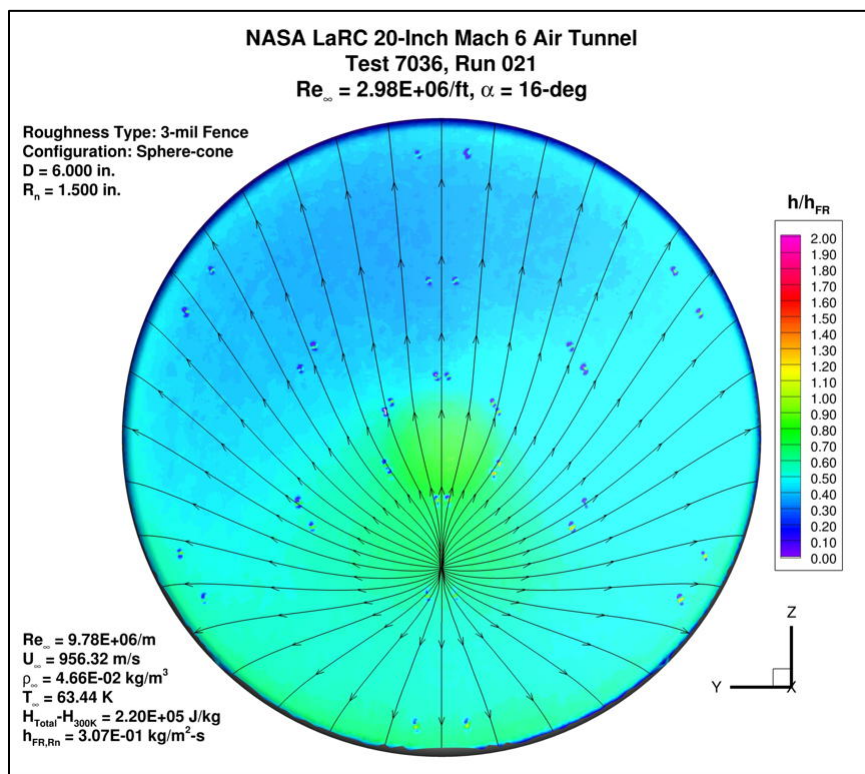 NASA LaRC 20-Inch Mach 6 Air Tunnel
Test 7036, Run 021
Re∞ = 2.98E+06/ft, α = 16-deg
Roughness Type: 3-mil Fence
Configuration: Sphere-cone
D = 6.000 in.
Rn = 1.500 in.
h/hFR
2.00
1.90
1.80
1.70
1.60
1.50
1.40
1.30
1.20
1.10
1.00
0.90
0.80
0.70
0.60
0.50
0.40
0.30
0.20
0.10
0.00
Z
Y
X
Re∞ = 9.78E+06/m
U∞ = 956.32 m/s
ρ∞ = 4.66E-02 kg/m³
T∞ = 63.44 K
HTotal-H300K = 2.20E+05 J/kg
hFR,Rn = 3.07E-01 kg/m²-s